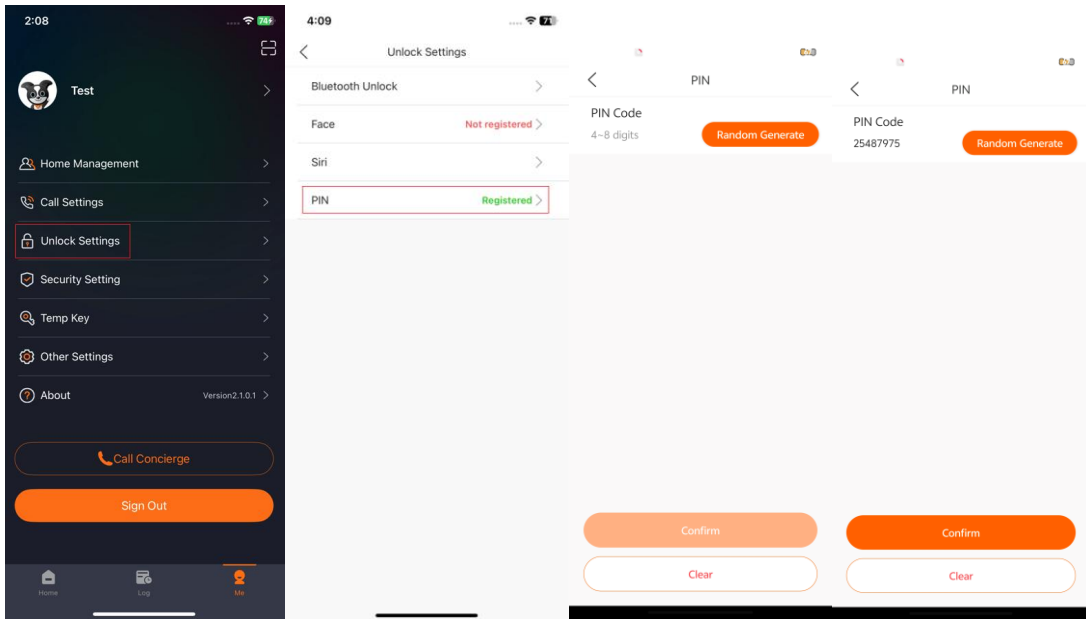 2:08
74
Test
Home Management
Call Settings
Unlock Settings
Security Setting
Temp Key
Other Settings
About Version2.1.0.1
Call Concierge
Sign Out
Home Log Me
4:09
71
Unlock Settings
Bluetooth Unlock
Face Not registered
Siri
PIN Registered
PIN
PIN Code
4~8 digits Random Generate
Confirm
Clear
PIN
PIN Code
25487975 Random Generate
Confirm
Clear